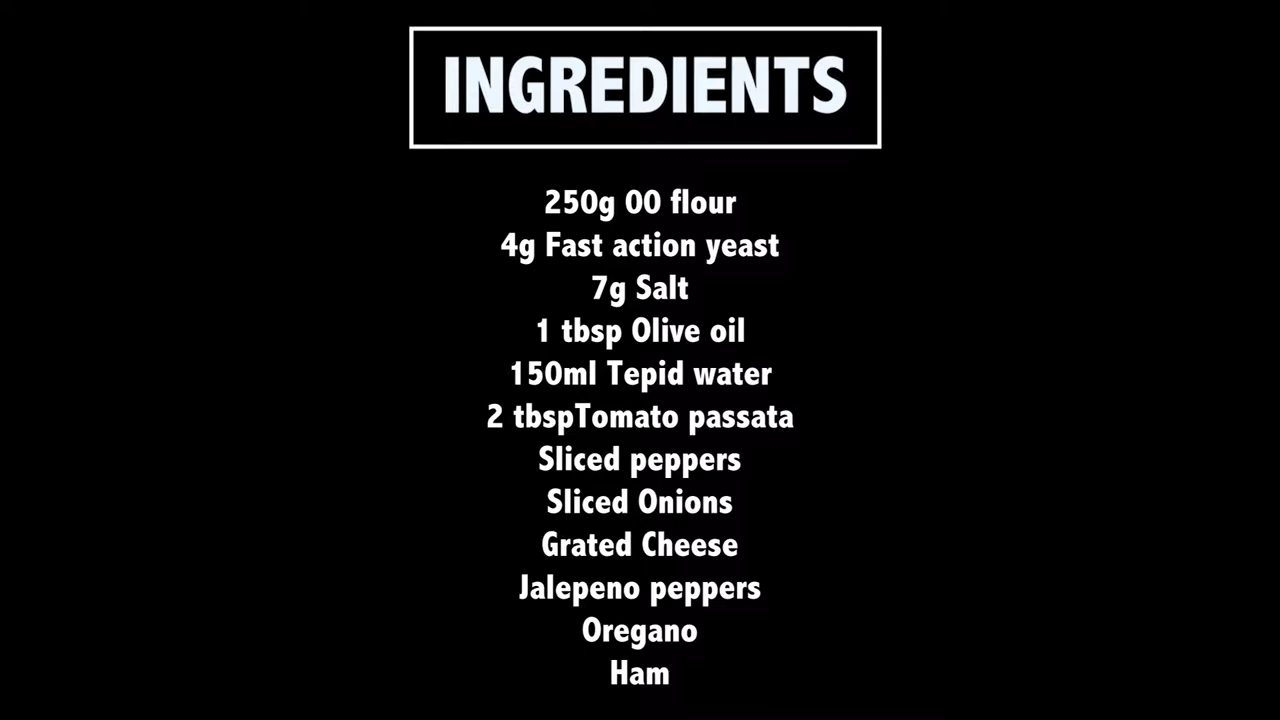 INGREDIENTS
250g 00 flour
4g Fast action yeast
7g Salt
1 tbsp Olive oil
150ml Tepid water
2 tbspTomato passata
Sliced peppers
Sliced Onions
Grated Cheese
Jalepeno peppers
Oregano
Ham